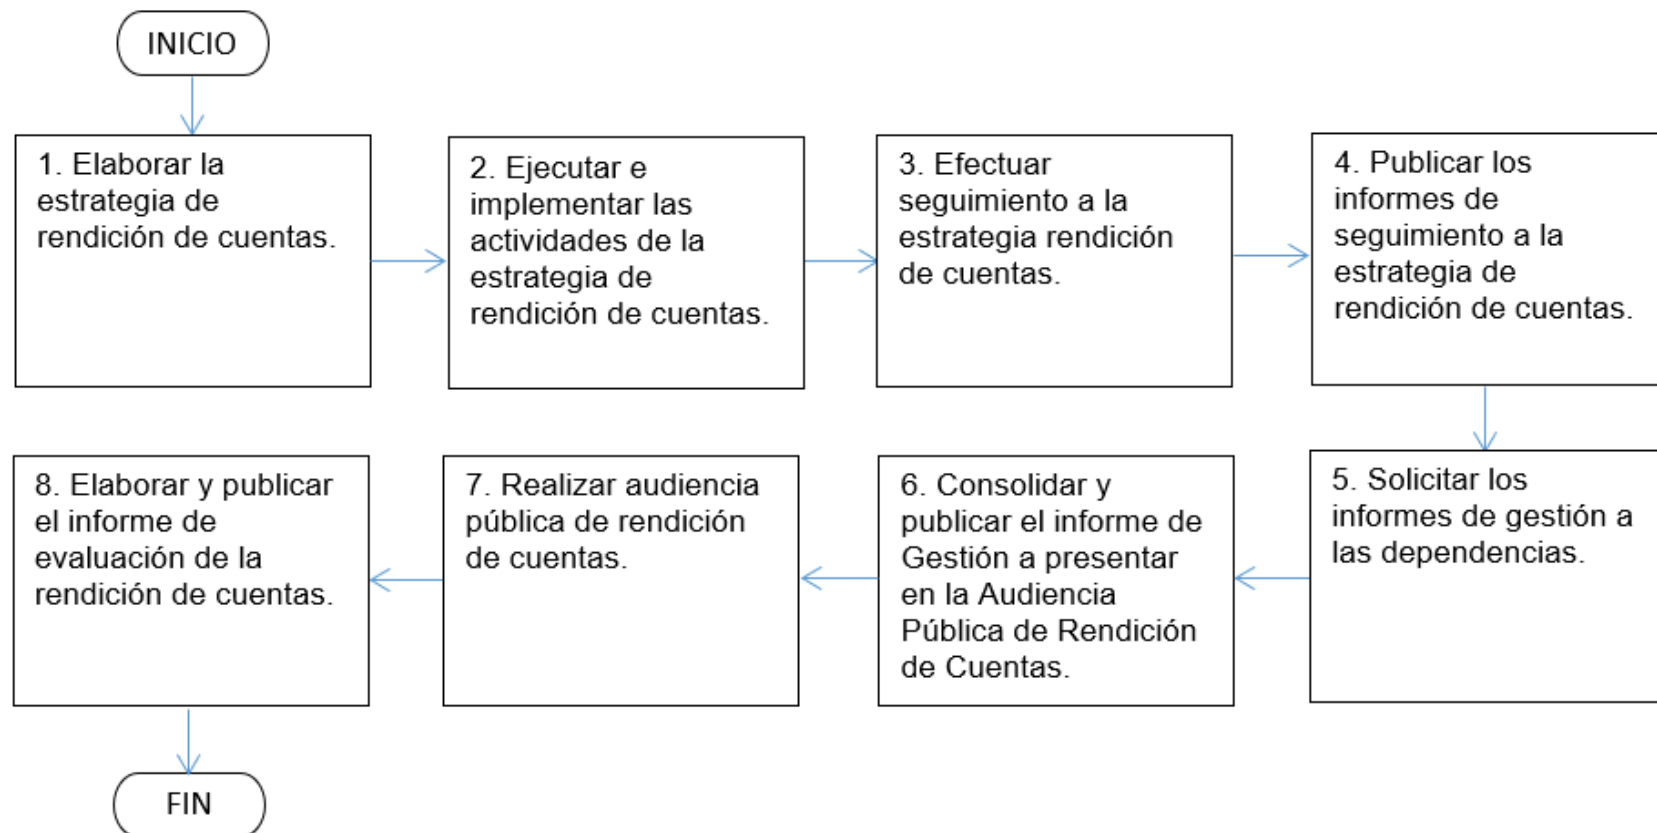 INICIO
1. Elaborar la
estrategia de
rendición de cuentas.
2. Ejecutar e
implementar las
actividades de la
estrategia de
rendición de cuentas.
3. Efectuar
seguimiento a la
estrategia rendición
de cuentas.
4. Publicar los
informes de
seguimiento a la
estrategia de
rendición de cuentas.
5. Solicitar los
informes de gestión a
las dependencias.
6. Consolidar y
publicar el informe de
Gestión a presentar
en la Audiencia
Pública de Rendición
de Cuentas.
7. Realizar audiencia
pública de rendición
de cuentas.
8. Elaborar y publicar
el informe de
evaluación de la
rendición de cuentas.
FIN